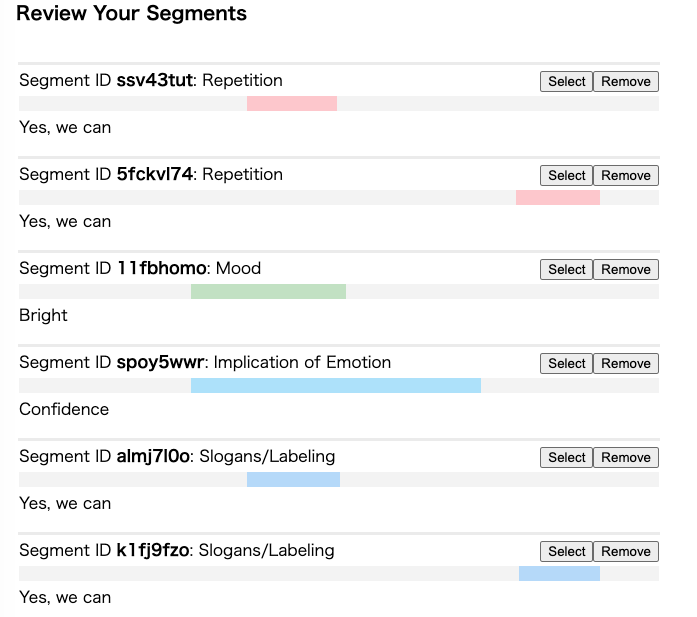 Review Your Segments
Segment ID ssv43tut: Repetition Select Remove
Yes, we can
Segment ID 5fckvl74: Repetition Select Remove
Yes, we can
Segment ID 11fbhomo: Mood Select Remove
Bright
Segment ID spoy5wwr: Implication of Emotion Select Remove
Confidence
Segment ID almj7l0o: Slogans/Labeling Select Remove
Yes, we can
Segment ID k1fj9fzo: Slogans/Labeling Select Remove
Yes, we can